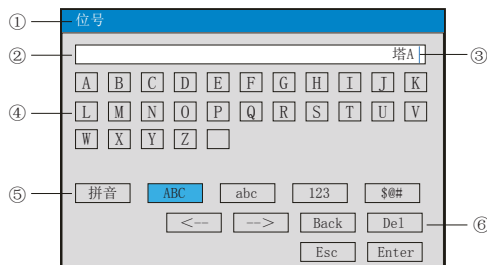 ① 位号
② 塔A ③
A B C D E F G H I J K
④ L M N O P Q R S T U V
W X Y Z
⑤ 拼音 ABC abc 123 $@#
<-- --> Back Del ⑥
Esc Enter